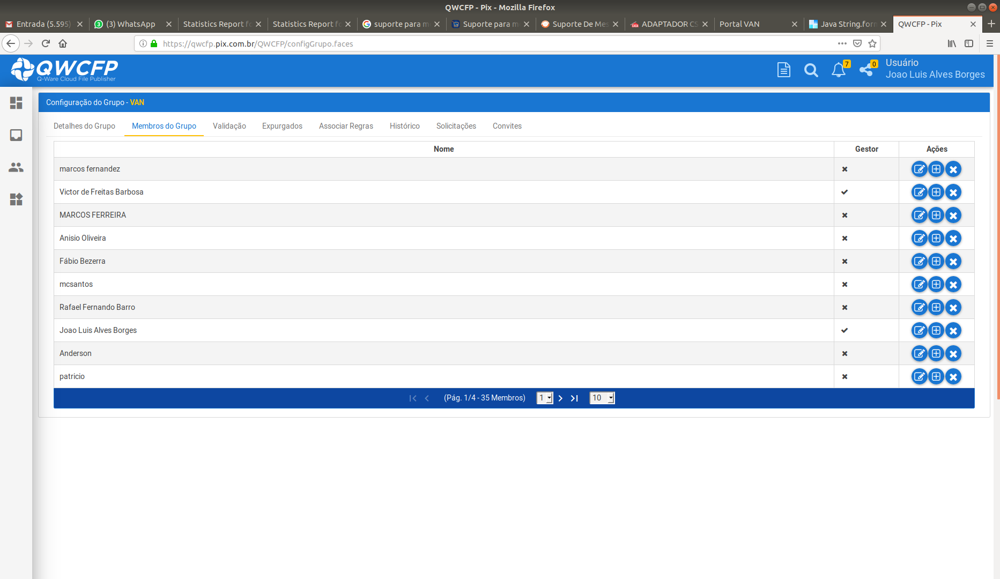 QWCFP - Pix - Mozilla Firefox
Entrada (5.595)
(3) WhatsApp
Statistics Report fo
Statistics Report fo
suporte para m
Suporte para m
Suporte De Mes
ADAPTADOR CS
Portal VAN
Java String.form
QWCFP - Pix
https://qwcfp.pix.com.br/QWCFP/configGrupo.faces
QWCFP
Q-Ware Cloud File Publisher
7
0
Usuário
Joao Luis Alves Borges
Configuração do Grupo - VAN
Detalhes do Grupo
Membros do Grupo
Validação
Expurgados
Associar Regras
Histórico
Solicitações
Convites
Nome
Gestor
Ações
marcos fernandez
Victor de Freitas Barbosa
MARCOS FERREIRA
Anisio Oliveira
Fábio Bezerra
mcsantos
Rafael Fernando Barro
Joao Luis Alves Borges
Anderson
patricio
(Pág. 1/4 - 35 Membros)
1
10